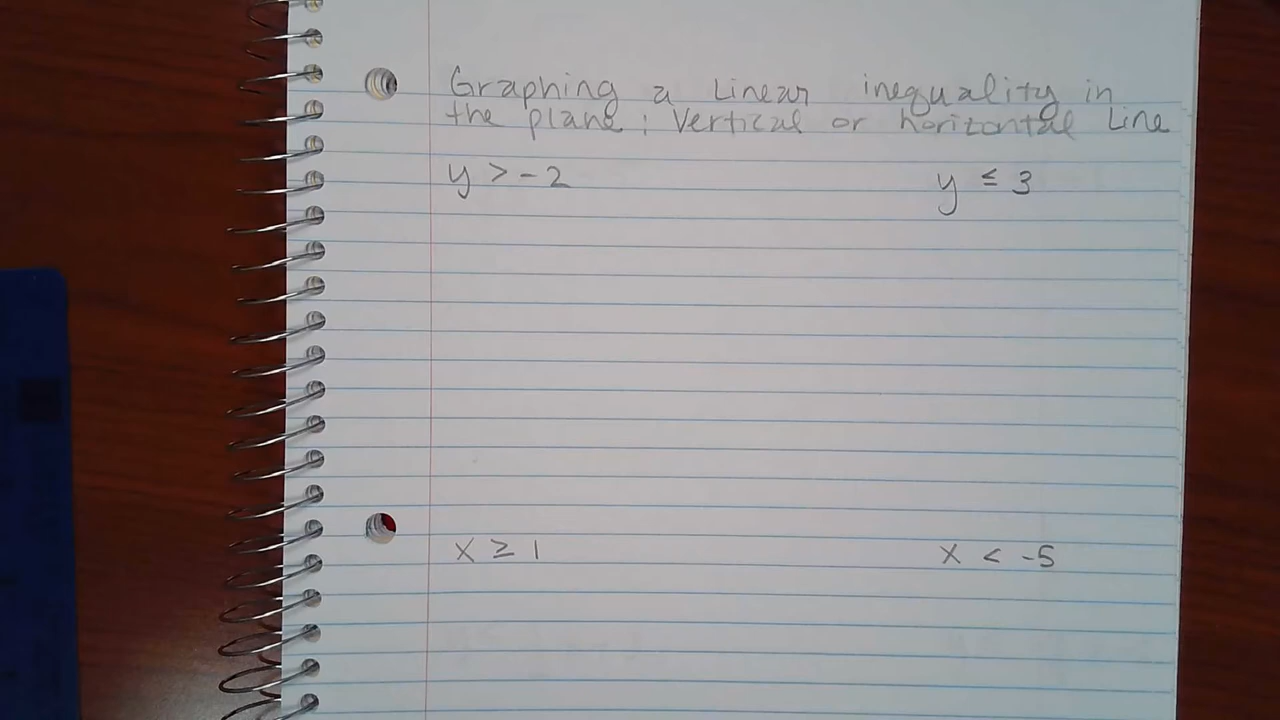 Graphing a Linear inequality in
the plane: Vertical or horizontal Line
y > -2 y ≤ 3
x ≥ 1 x < -5